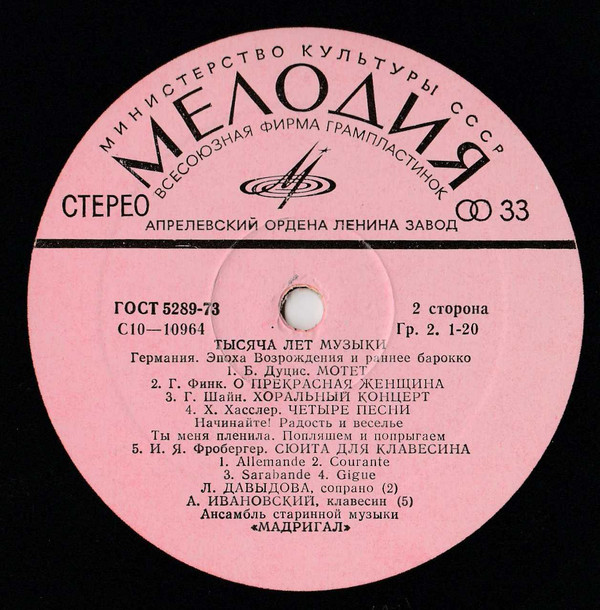 МИНИСТЕРСТВО КУЛЬТУРЫ СССР
МЕЛОДИЯ
ВСЕСОЮЗНАЯ ФИРМА ГРАМПЛАСТИНОК
СТЕРЕО
33
АПРЕЛЕВСКИЙ ОРДЕНА ЛЕНИНА ЗАВОД
ГОСТ 5289-73
2 сторона
С10—10964
Гр. 2. 1-20
ТЫСЯЧА ЛЕТ МУЗЫКИ
Германия. Эпоха Возрождения и раннее барокко
1. Б. Дуцис. МОТЕТ
2. Г. Финк. О ПРЕКРАСНАЯ ЖЕНЩИНА
3. Г. Шайн. ХОРАЛЬНЫЙ КОНЦЕРТ
4. Х. Хасслер. ЧЕТЫРЕ ПЕСНИ
Начинайте! Радость и веселье
Ты меня пленила. Попляшем и попрыгаем
5. И. Я. Фробергер. СЮИТА ДЛЯ КЛАВЕСИНА
1. Allemande 2. Courante
3. Sarabande 4. Gigue
Л. ДАВЫДОВА, сопрано (2)
А. ИВАНОВСКИЙ, клавесин (5)
Ансамбль старинной музыки
«МАДРИГАЛ»